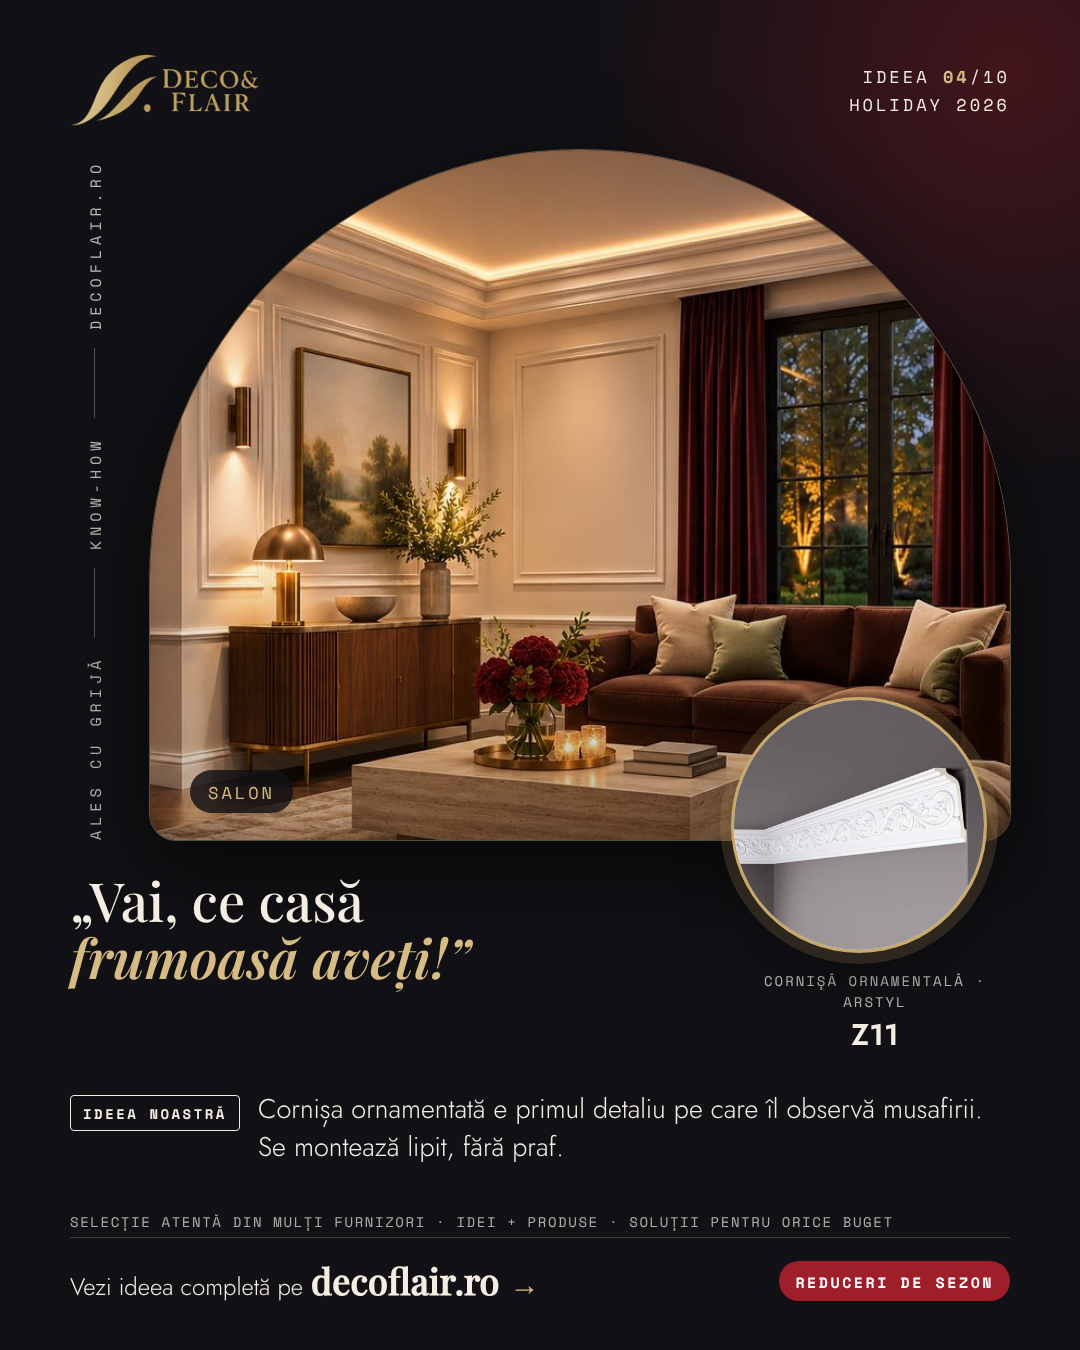 DECO&
FLAIR
IDEEA 04/10
HOLIDAY 2026
ALES CU GRIJĂ
KNOW-HOW
DECOFLAIR.RO
SALON
„Vai, ce casă
frumoasă aveți!”
CORNIȘĂ ORNAMENTALĂ ·
ARSTYL
Z11
IDEEA NOASTRĂ
Cornișa ornamentată e primul detaliu pe care îl observă musafirii.
Se montează lipit, fără praf.
SELECȚIE ATENTĂ DIN MULȚI FURNIZORI · IDEI + PRODUSE · SOLUȚII PENTRU ORICE BUGET
Vezi ideea completă pe decoflair.ro →
REDUCERI DE SEZON